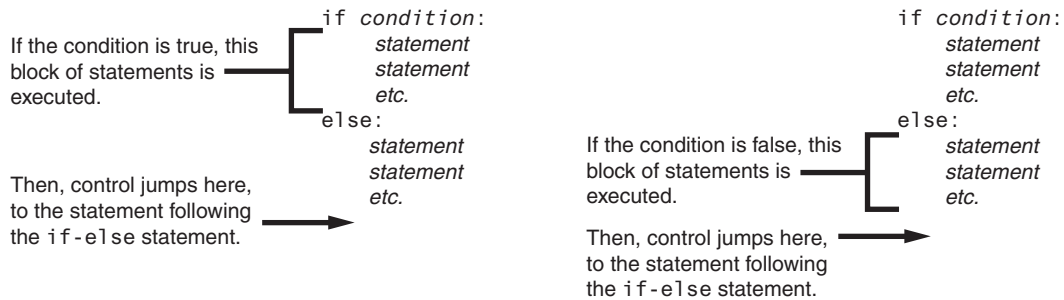 if condition:
If the condition is true, this
block of statements is
executed.
statement
statement
etc.
else:
statement
statement
etc.
Then, control jumps here,
to the statement following
the if-else statement.
if condition:
statement
statement
etc.
else:
If the condition is false, this
block of statements is
executed.
statement
statement
etc.
Then, control jumps here,
to the statement following
the if-else statement.